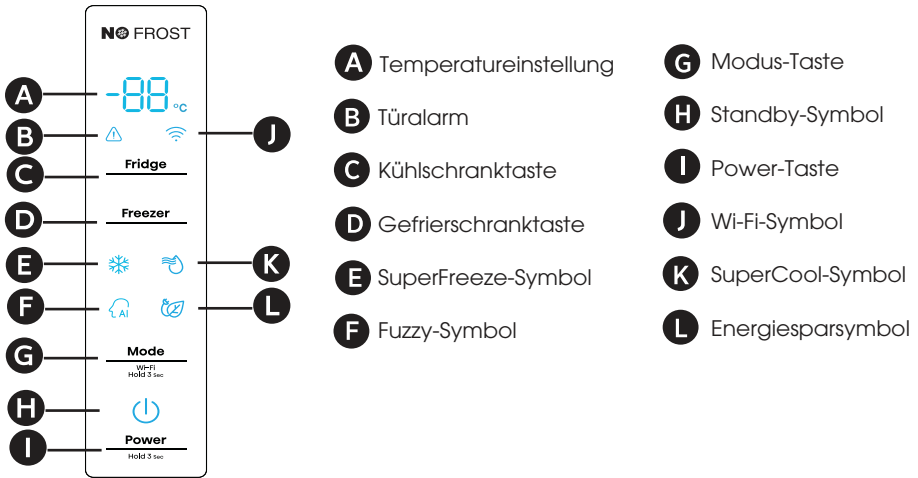 NO FROST
A
-88 °C
B
J
Fridge
C
Freezer
D
E
K
AI
F
L
Mode
G
Wi-Fi
Hold 3 Sec
H
Power
I
Hold 3 Sec
A Temperatureinstellung
B Türalarm
C Kühlschranktaste
D Gefrierschranktaste
E SuperFreeze-Symbol
F Fuzzy-Symbol
G Modus-Taste
H Standby-Symbol
I Power-Taste
J Wi-Fi-Symbol
K SuperCool-Symbol
L Energiesparsymbol